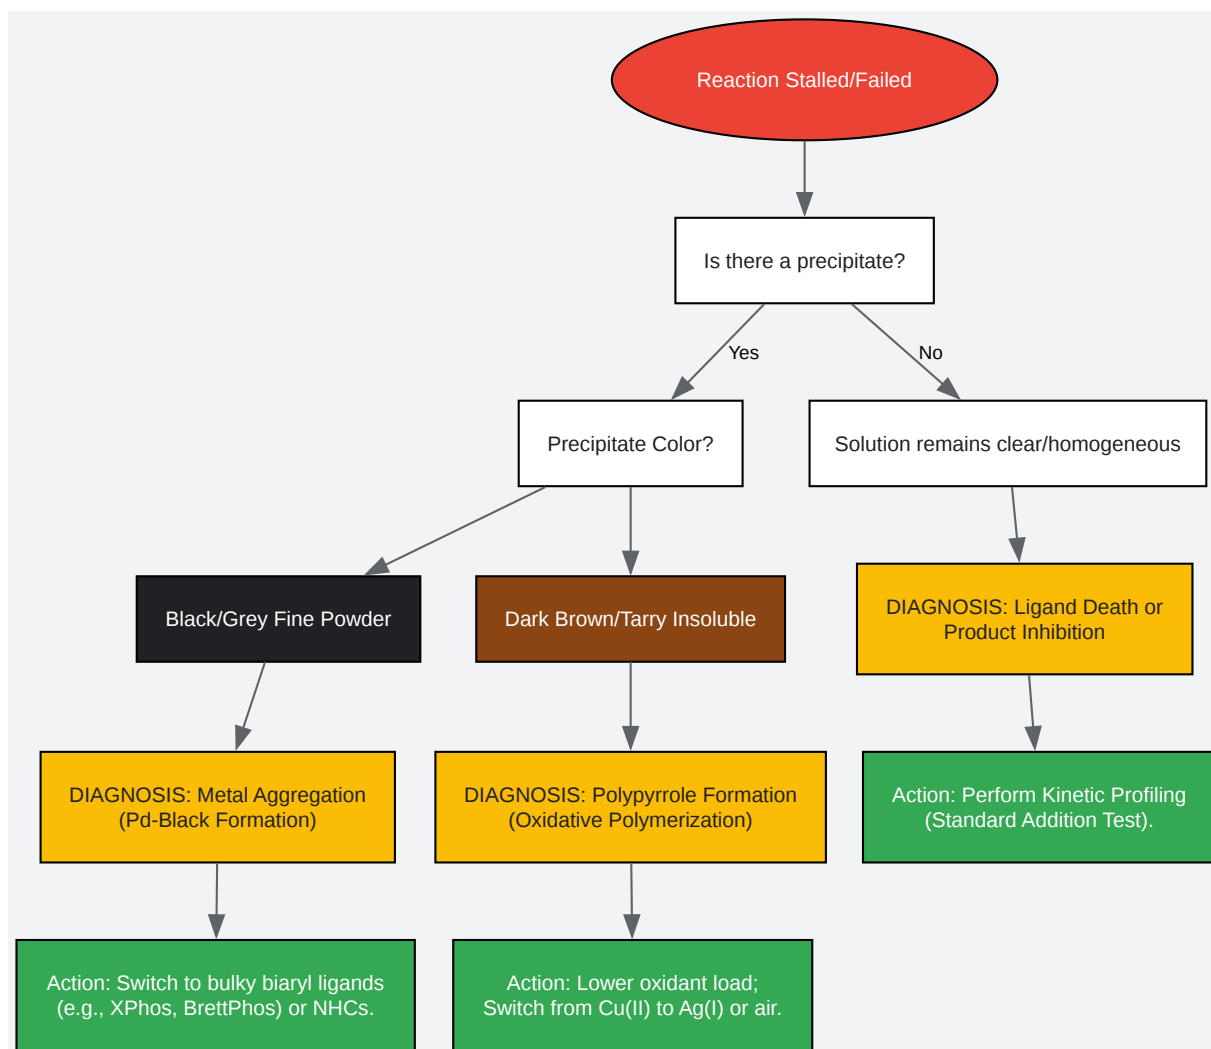 Reaction Stalled/Failed
Is there a precipitate?
Yes
No
Precipitate Color?
Solution remains clear/homogeneous
Black/Grey Fine Powder
Dark Brown/Tarry Insoluble
DIAGNOSIS: Ligand Death or
Product Inhibition
DIAGNOSIS: Metal Aggregation
(Pd-Black Formation)
DIAGNOSIS: Polypyrrole Formation
(Oxidative Polymerization)
Action: Perform Kinetic Profiling
(Standard Addition Test).
Action: Switch to bulky biaryl ligands
(e.g., XPhos, BrettPhos) or NHCs.
Action: Lower oxidant load;
Switch from Cu(II) to Ag(I) or air.